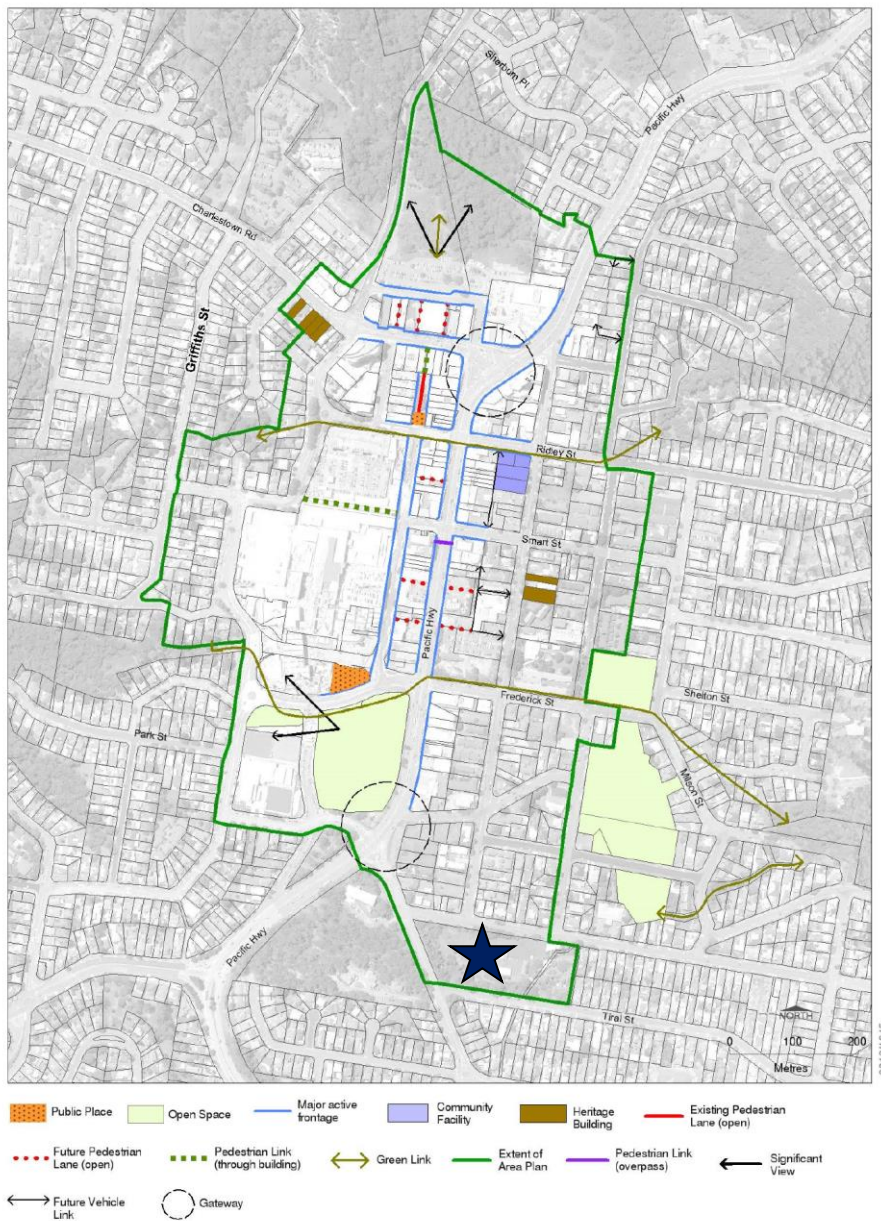 Sherburn Pl
Pacific Hwy
Charlestown Rd
Griffiths St
Ridley St
Smart St
Pacific Hwy
Frederick St
Shelton St
Park St
Milson St
Pacific Hwy
NORTH
Tiral St
0 100 200
Metres
Public Place
Open Space
Major active
frontage
Community
Facility
Heritage
Building
Existing Pedestrian
Lane (open)
Future Pedestrian
Lane (open)
Pedestrian Link
(through building)
Green Link
Extent of
Area Plan
Pedestrian Link
(overpass)
Significant
View
Future Vehicle
Link
Gateway